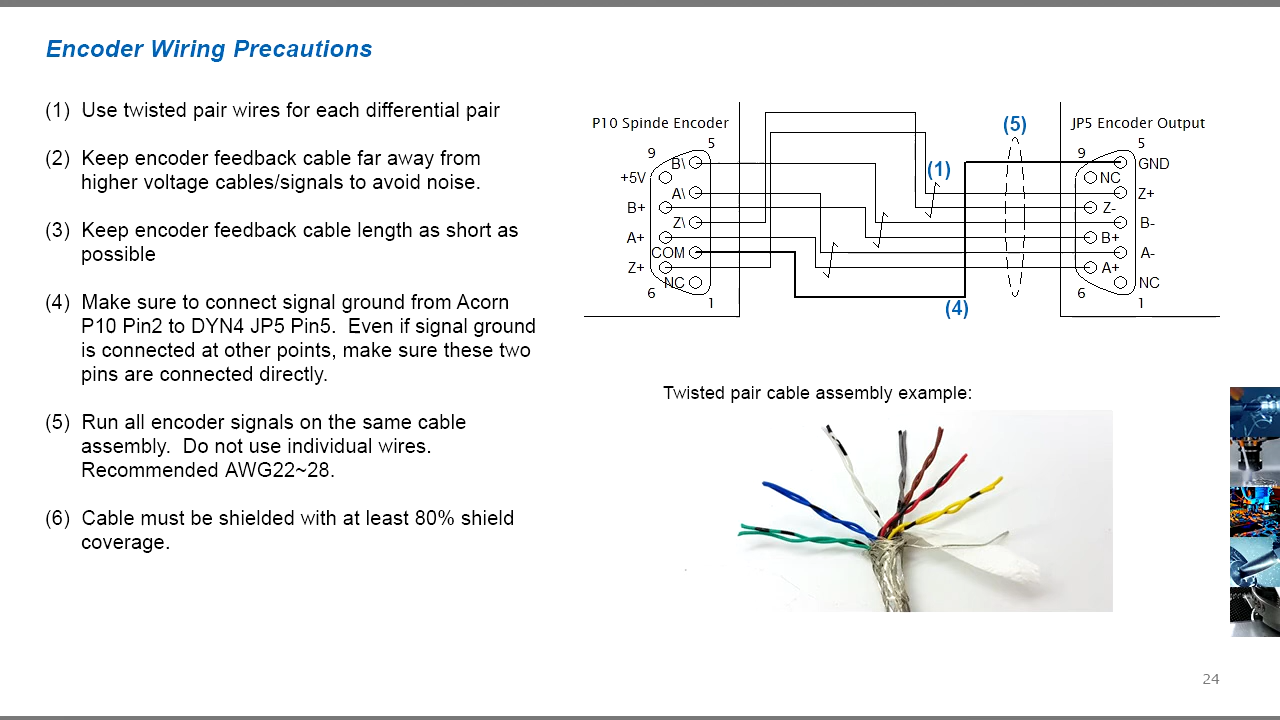 Encoder Wiring Precautions
(1) Use twisted pair wires for each differential pair
(2) Keep encoder feedback cable far away from
higher voltage cables/signals to avoid noise.
(3) Keep encoder feedback cable length as short as
possible
(4) Make sure to connect signal ground from Acorn
P10 Pin2 to DYN4 JP5 Pin5. Even if signal ground
is connected at other points, make sure these two
pins are connected directly.
(5) Run all encoder signals on the same cable
assembly. Do not use individual wires.
Recommended AWG22~28.
(6) Cable must be shielded with at least 80% shield
coverage.
P10 Spinde Encoder
5
9
B\
+5V
A\
B+
Z\
A+
COM
Z+
NC
6
1
(1)
(5)
(4)
JP5 Encoder Output
5
9
GND
NC
Z+
Z-
B-
B+
A-
A+
NC
6
1
Twisted pair cable assembly example:
24